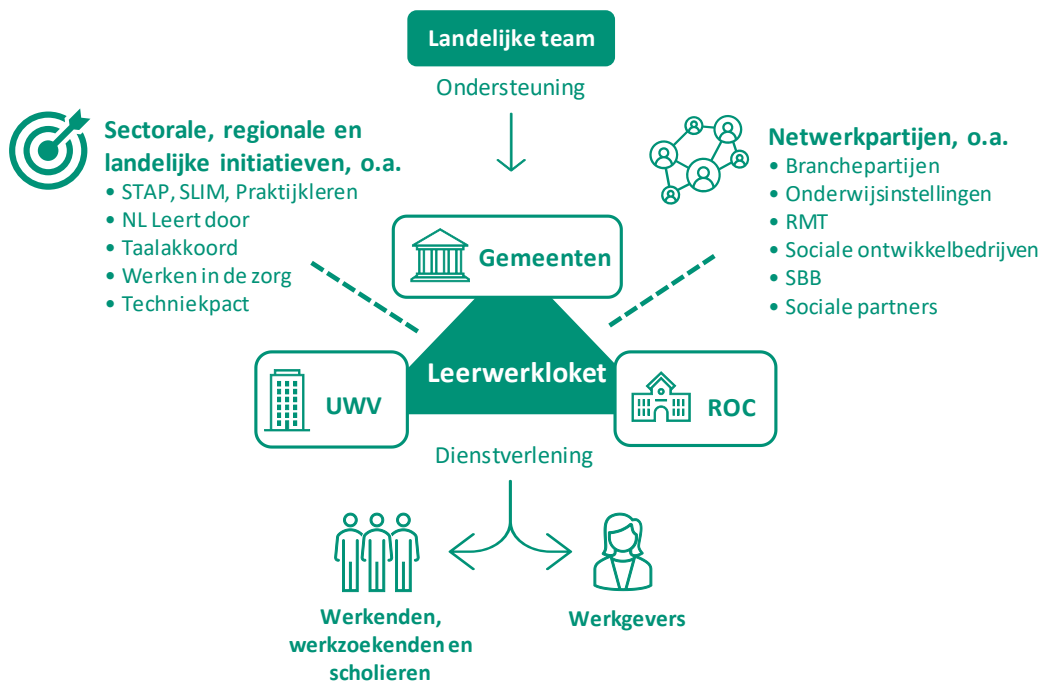 Landelijke team
Ondersteuning
Sectorale, regionale en
landelijke initiatieven, o.a.
• STAP, SLIM, Praktijkleren
• NL Leert door
• Taalakkoord
• Werken in de zorg
• Techniekpact
Netwerkpartijen, o.a.
• Branchepartijen
• Onderwijsinstellingen
• RMT
• Sociale ontwikkelbedrijven
• SBB
• Sociale partners
Gemeenten
Leerwerkloket
UWV
ROC
Dienstverlening
Werkenden,
werkzoekenden en
scholieren
Werkgevers